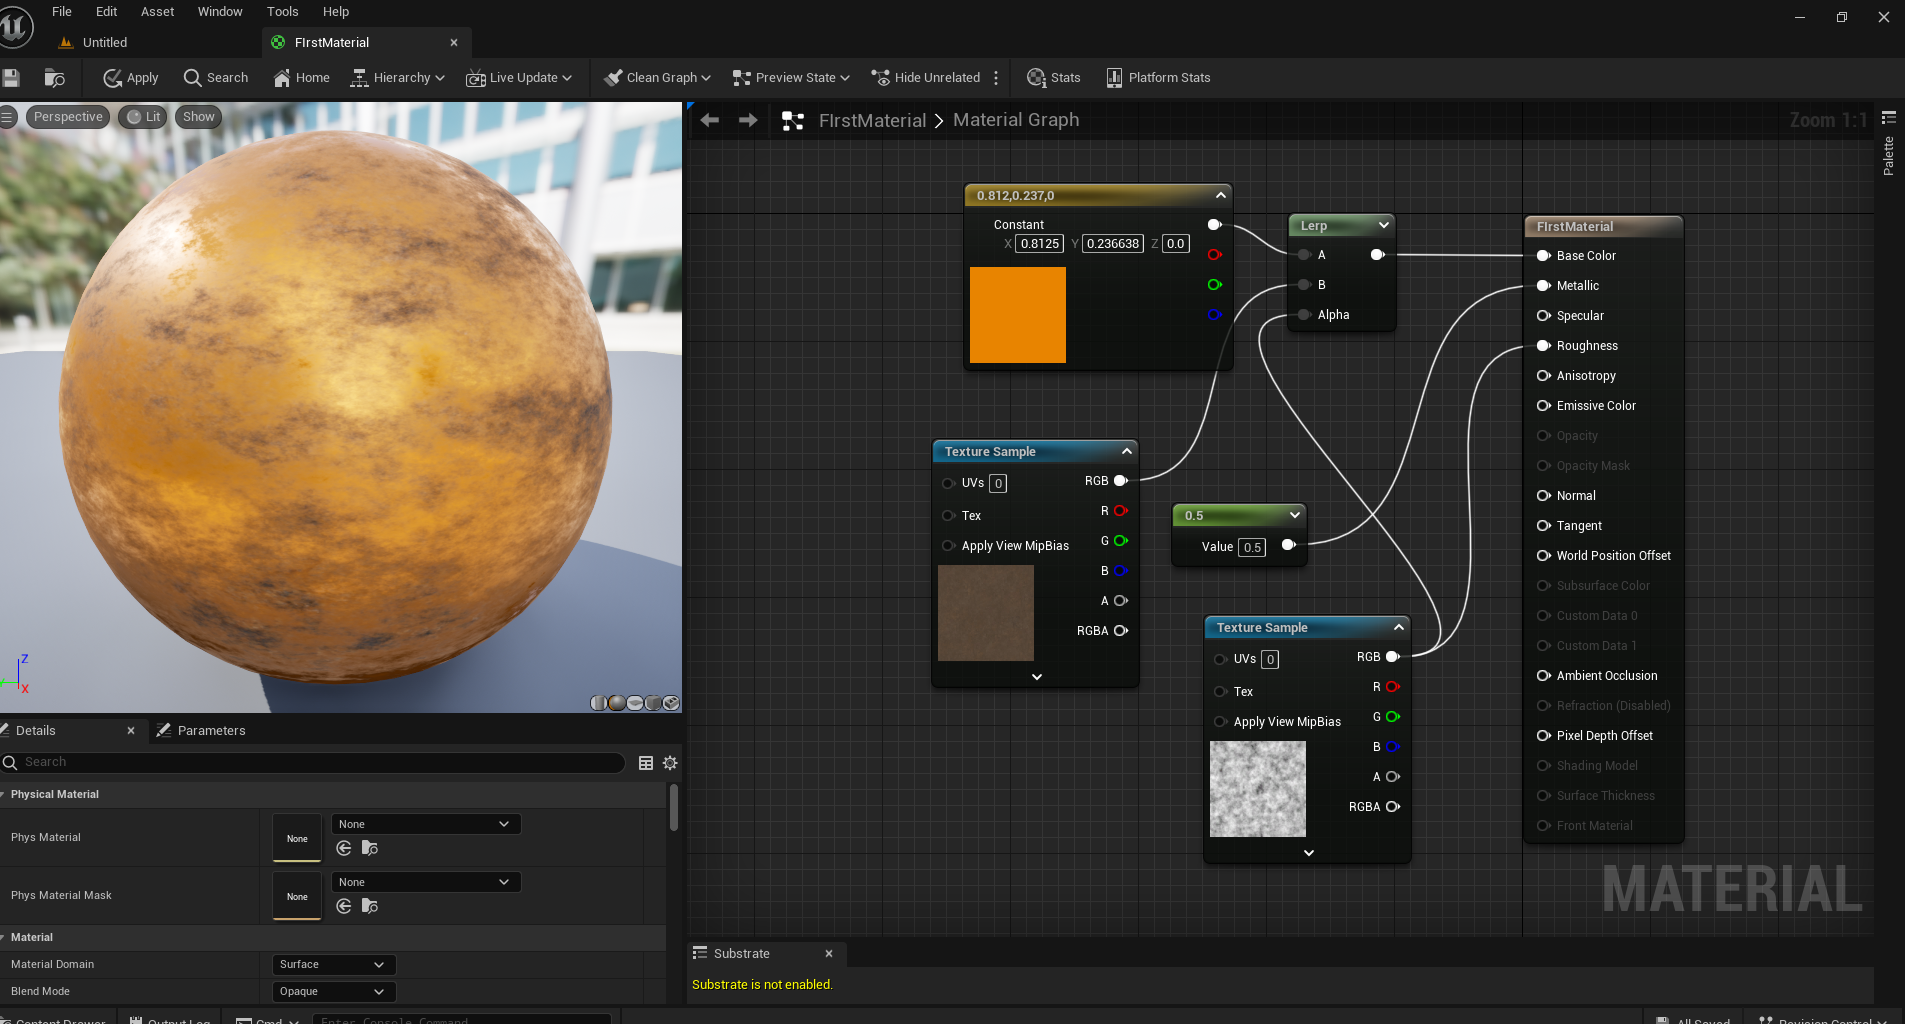 File Edit Asset Window Tools Help
Untitled
FIrstMaterial
Apply Search Home Hierarchy Live Update Clean Graph Preview State Hide Unrelated Stats Platform Stats
Perspective Lit Show
FIrstMaterial > Material Graph
Zoom 1:1
Palette
0.812,0.237,0
Constant
X 0.8125 Y 0.236638 Z 0.0
Lerp
A
B
Alpha
FIrstMaterial
Base Color
Metallic
Specular
Roughness
Anisotropy
Emissive Color
Opacity
Opacity Mask
Normal
Tangent
World Position Offset
Subsurface Color
Custom Data 0
Custom Data 1
Ambient Occlusion
Refraction (Disabled)
Pixel Depth Offset
Shading Model
Surface Thickness
Front Material
Texture Sample
UVs 0 RGB
R
Tex
G
Apply View MipBias
B
A
RGBA
0.5
Value 0.5
Texture Sample
UVs 0 RGB
R
Tex
G
Apply View MipBias
B
A
RGBA
MATERIAL
Z
X
Details
Parameters
Search
Physical Material
Phys Material None None
Phys Material Mask None None
Material
Material Domain Surface
Blend Mode Opaque
Substrate
Substrate is not enabled.
Content Drawer Output Log Cmd Enter Console Command
All Saved Revision Control